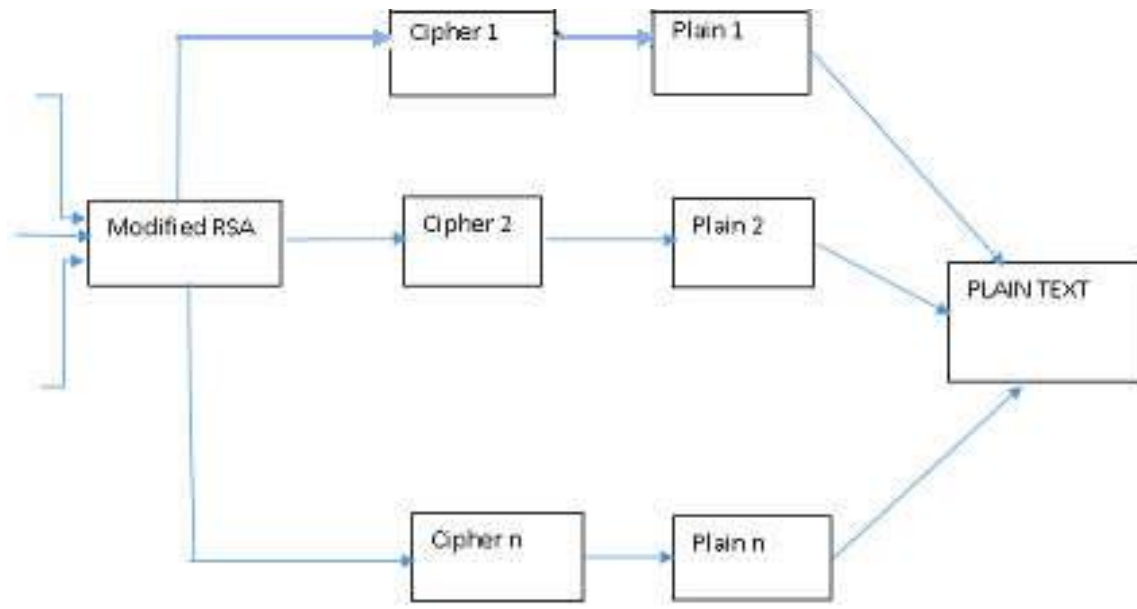 Cipher 1
Plain 1
Modified RSA
Cipher 2
Plain 2
PLAIN TEXT
Cipher n
Plain n